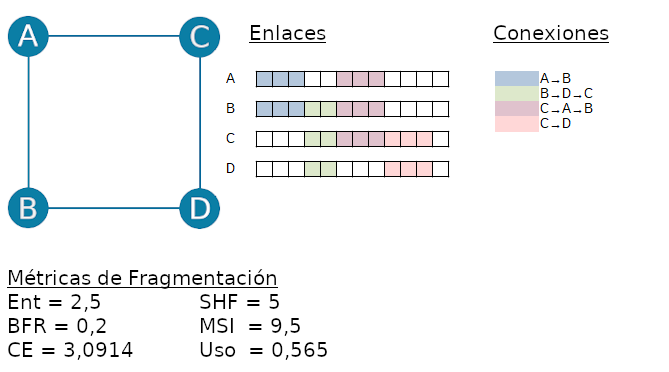 A
C
B
D
Enlaces
A
B
C
D
Conexiones
A→B
B→D→C
C→A→B
C→D
Métricas de Fragmentación
Ent = 2,5 SHF = 5
BFR = 0,2 MSI = 9,5
CE = 3,0914 Uso = 0,565